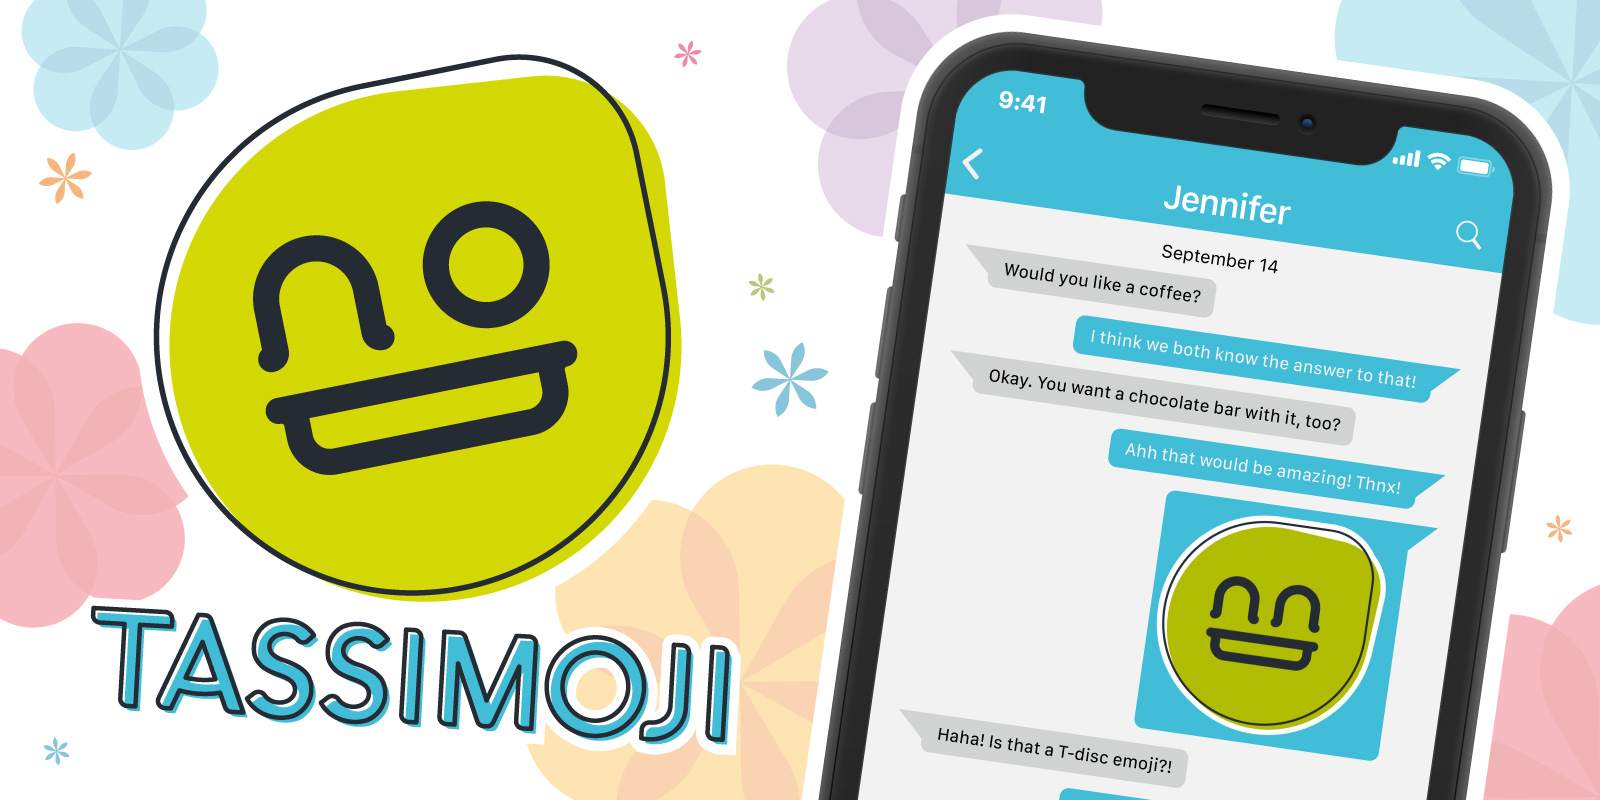 TASSIMOJI
9:41
Jennifer
September 14
Would you like a coffee?
I think we both know the answer to that!
Okay. You want a chocolate bar with it, too?
Ahh that would be amazing! Thnx!
Haha! Is that a T-disc emoji?!